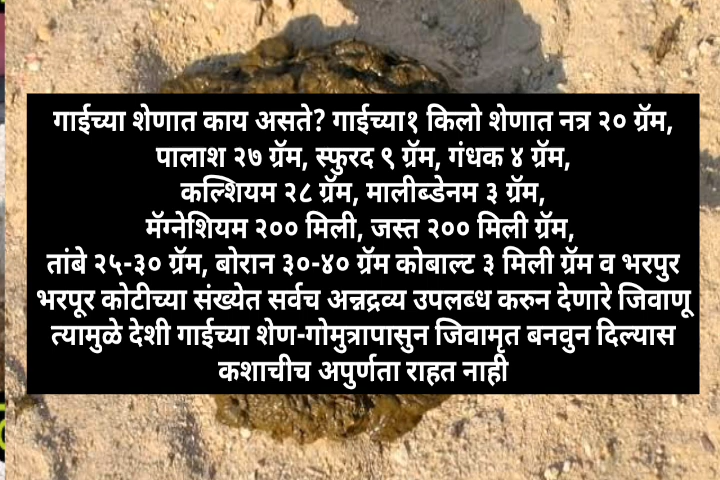 गाईच्या शेणात काय असते? गाईच्या१ किलो शेणात नत्र २० ग्रॅम,
पालाश २७ ग्रॅम, स्फुरद ९ ग्रॅम, गंधक ४ ग्रॅम,
कल्शियम २८ ग्रॅम, मालीब्डेनम ३ ग्रॅम,
मॅग्नेशियम २०० मिली, जस्त २०० मिली ग्रॅम,
तांबे २५-३० ग्रॅम, बोरान ३०-४० ग्रॅम कोबाल्ट ३ मिली ग्रॅम व भरपुर
भरपूर कोटीच्या संख्येत सर्वच अन्नद्रव्य उपलब्ध करुन देणारे जिवाणू
त्यामुळे देशी गाईच्या शेण-गोमुत्रापासुन जिवामृत बनवुन दिल्यास
कशाचीच अपुर्णता राहत नाही